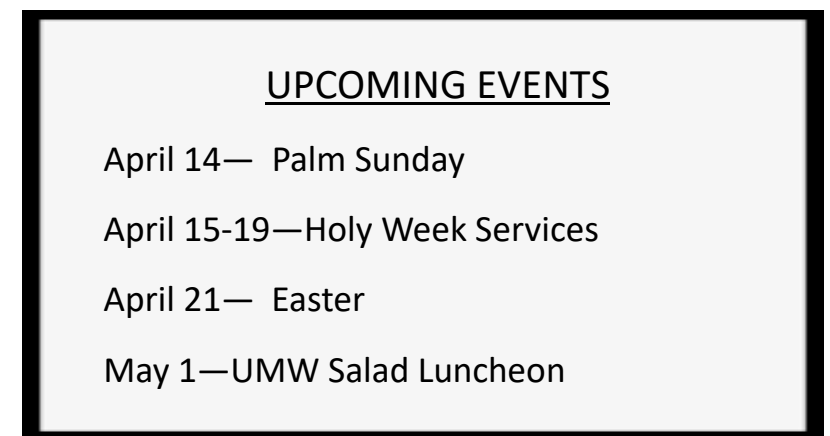 UPCOMING EVENTS
April 14—  Palm Sunday
April 15-19—Holy Week Services
April 21—  Easter
May 1—UMW Salad Luncheon